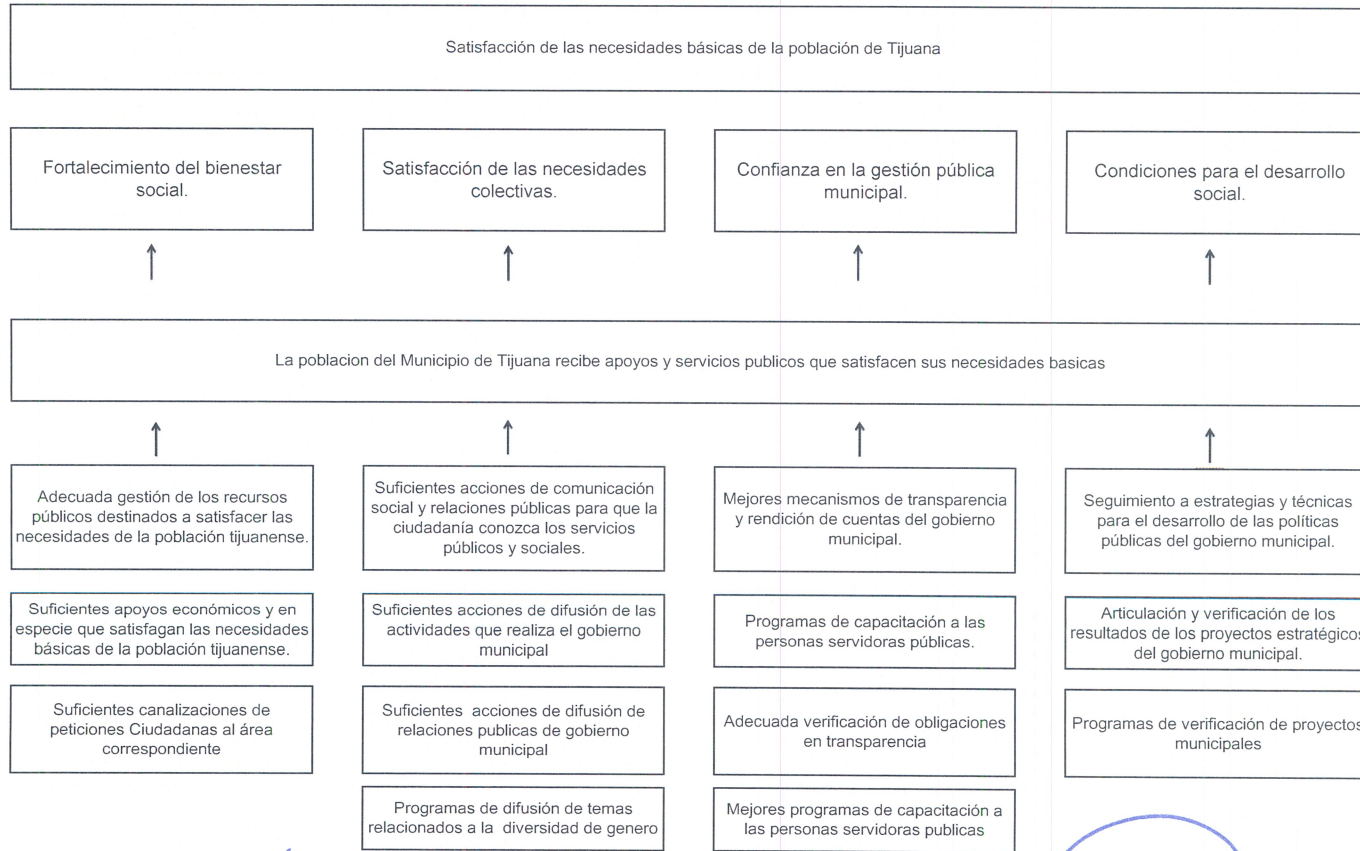 Satisfacción de las necesidades básicas de la población de Tijuana
Fortalecimiento del bienestar
social.
Satisfacción de las necesidades
colectivas.
Confianza en la gestión pública
municipal.
Condiciones para el desarrollo
social.
La poblacion del Municipio de Tijuana recibe apoyos y servicios publicos que satisfacen sus necesidades basicas
Adecuada gestión de los recursos
públicos destinados a satisfacer las
necesidades de la población tijuanense.
Suficientes acciones de comunicación
social y relaciones públicas para que la
ciudadanía conozca los servicios
públicos y sociales.
Mejores mecanismos de transparencia
y rendición de cuentas del gobierno
municipal.
Seguimiento a estrategias y técnicas
para el desarrollo de las políticas
públicas del gobierno municipal.
Suficientes apoyos económicos y en
especie que satisfagan las necesidades
básicas de la población tijuanense.
Suficientes acciones de difusión de las
actividades que realiza el gobierno
municipal
Programas de capacitación a las
personas servidoras públicas.
Articulación y verificación de los
resultados de los proyectos estratégicos
del gobierno municipal.
Suficientes canalizaciones de
peticiones Ciudadanas al área
correspondiente
Suficientes acciones de difusión de
relaciones publicas de gobierno
municipal
Adecuada verificación de obligaciones
en transparencia
Programas de verificación de proyectos
municipales
Programas de difusión de temas
relacionados a la diversidad de genero
Mejores programas de capacitación a
las personas servidoras publicas